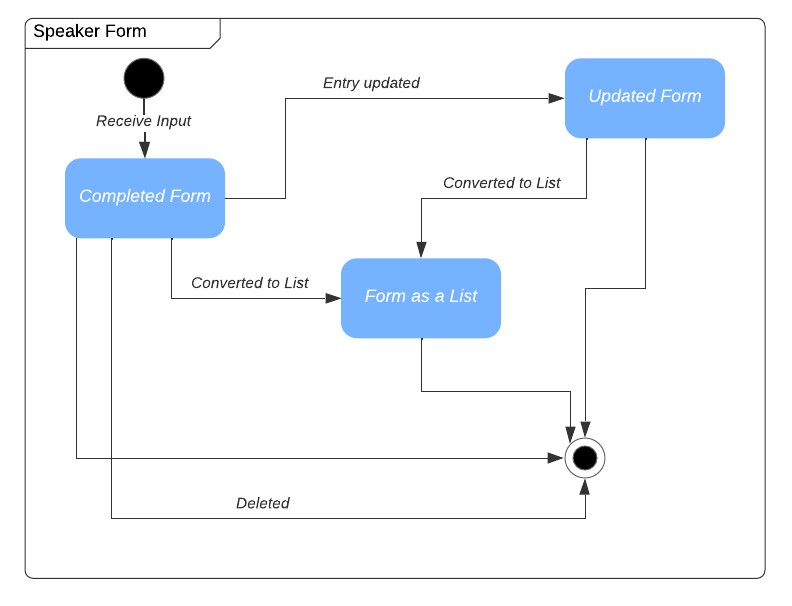 Speaker Form
Entry updated
Updated Form
Receive Input
Completed Form
Converted to List
Converted to List
Form as a List
Deleted